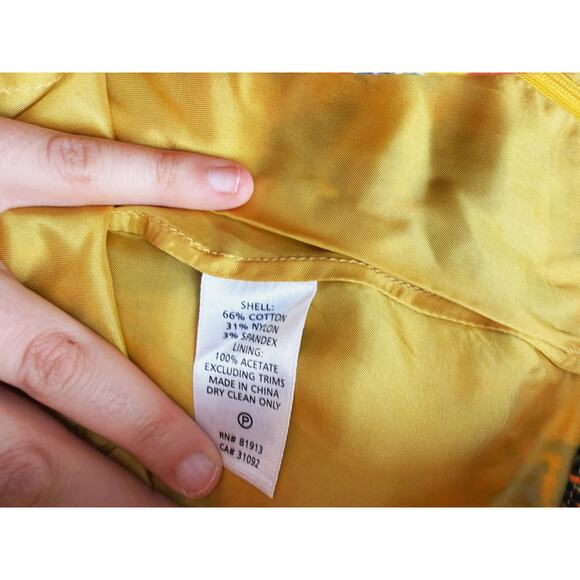 SHELL:
66% COTTON
31% NYLON
3% SPANDEX
LINING:
100% ACETATE
EXCLUDING TRIMS
MADE IN CHINA
DRY CLEAN ONLY
P
RN# 81913
CA# 31092